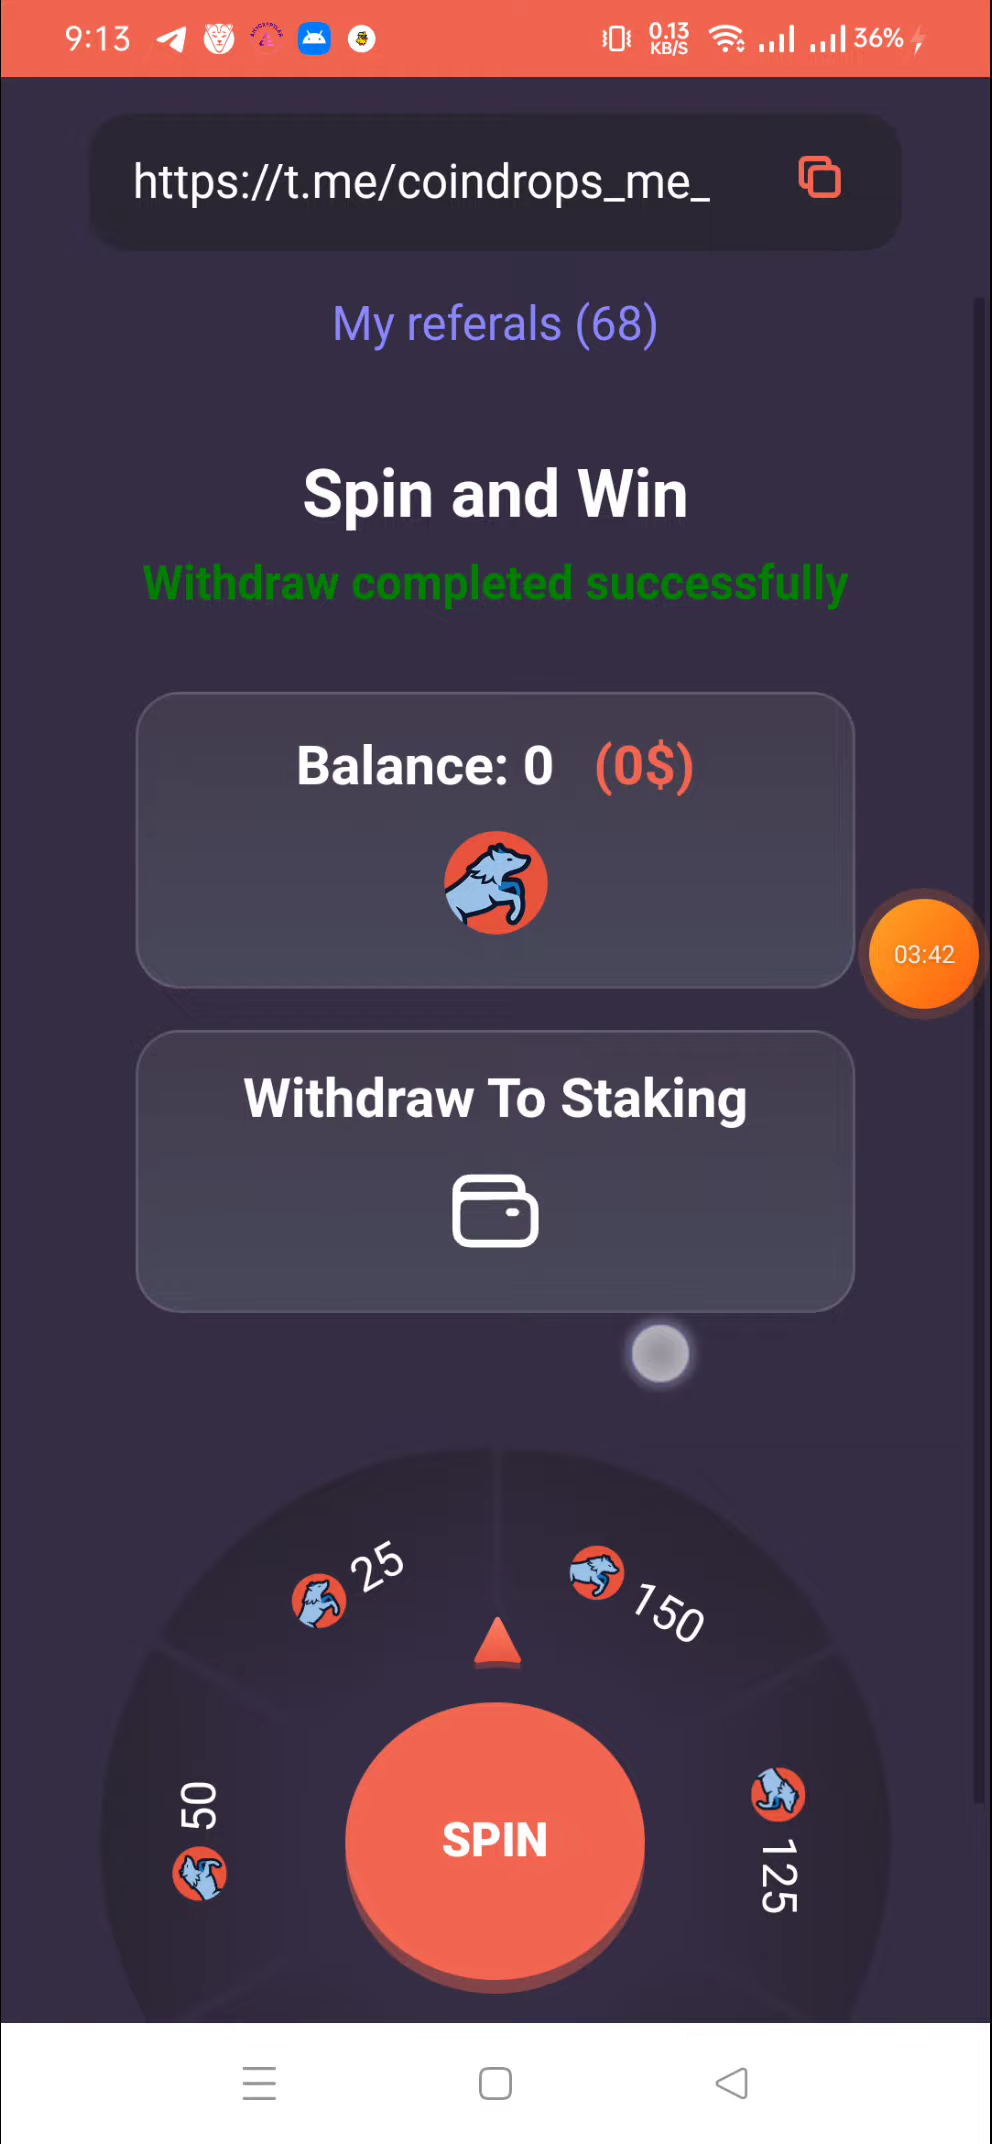 9:13
0.13
KB/S
36%
https://t.me/coindrops_me_
My referals (68)
Spin and Win
Withdraw completed successfully
Balance: 0 (0$)
03:42
Withdraw To Staking
25
150
50
125
SPIN